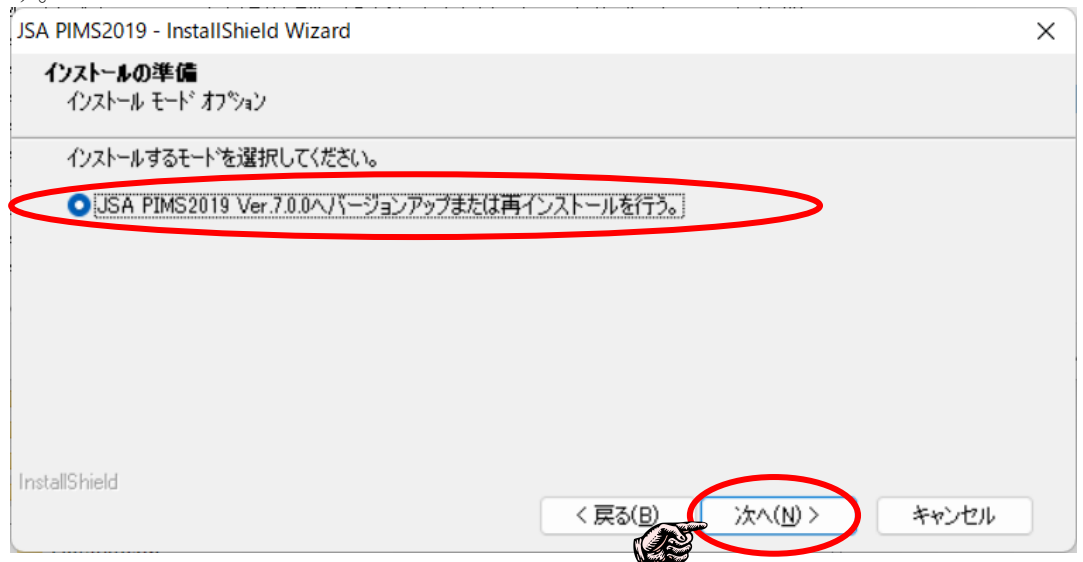 JSA PIMS2019 - InstallShield Wizard
インストールの準備
インストール モード オプション
インストールするモードを選択してください。
JSA PIMS2019 Ver.7.0.0へバージョンアップまたは再インストールを行う。
InstallShield
< 戻る(B)
次へ(N) >
キャンセル